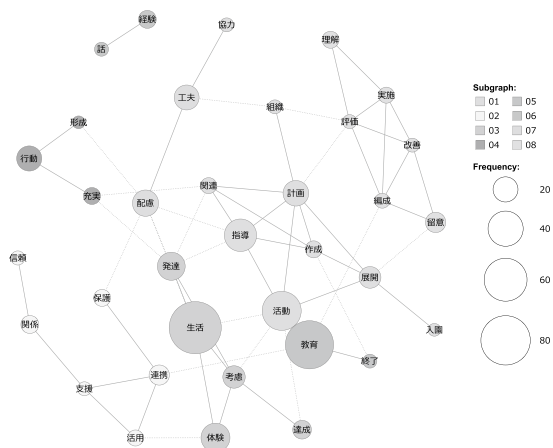 経験
協力
話
理解
工夫
実施
組織
形成
評価
改善
行動
充実
関連
計画
配慮
編成
留意
指導
作成
信頼
発達
展開
保護
活動
関係
生活
入園
教育
終了
連携
考慮
支援
達成
活用
体験
Subgraph:
01 05
02 06
03 07
04 08
Frequency:
20
40
60
80